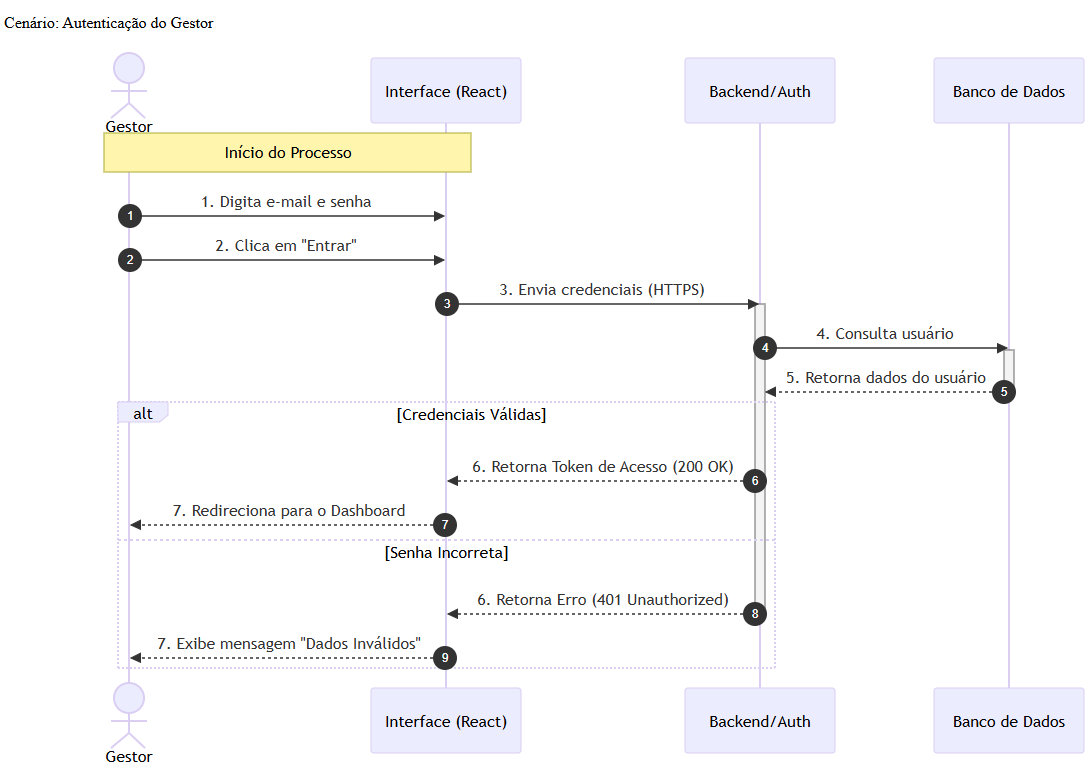 Cenário: Autenticação do Gestor
Gestor
Interface (React)
Backend/Auth
Banco de Dados
Início do Processo
1. Digita e-mail e senha
1
2. Clica em "Entrar"
2
3. Envia credenciais (HTTPS)
3
4. Consulta usuário
4
5. Retorna dados do usuário
5
alt
[Credenciais Válidas]
6. Retorna Token de Acesso (200 OK)
6
7. Redireciona para o Dashboard
7
[Senha Incorreta]
6. Retorna Erro (401 Unauthorized)
8
7. Exibe mensagem "Dados Inválidos"
9
Gestor
Interface (React)
Backend/Auth
Banco de Dados